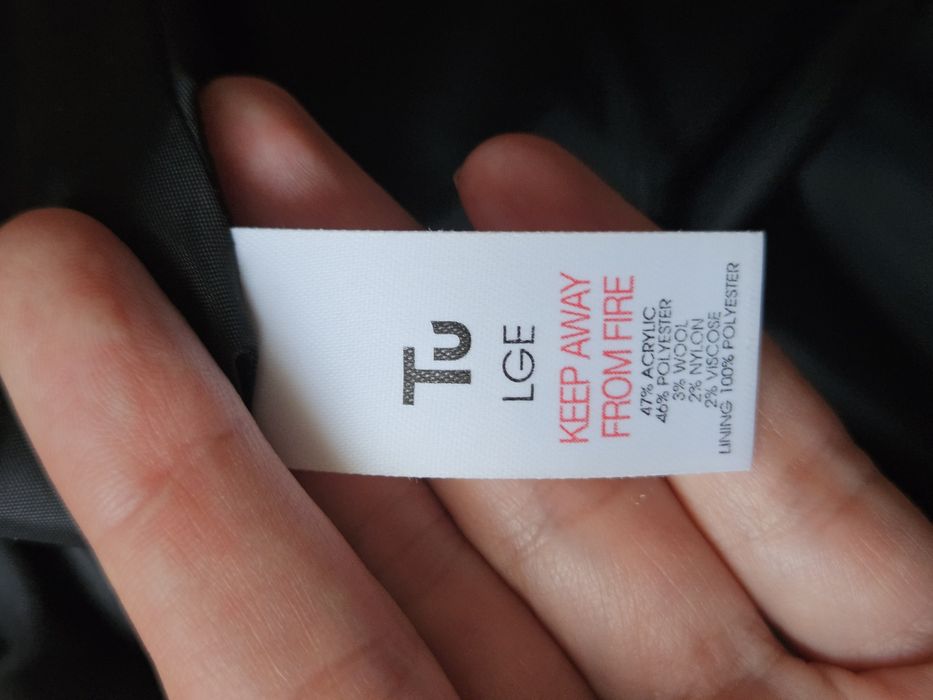 Tu
LGE
KEEP AWAY
FROM FIRE
47% ACRYLIC
46% POLYESTER
3% WOOL
2% NYLON
2% VISCOSE
LINING 100% POLYESTER